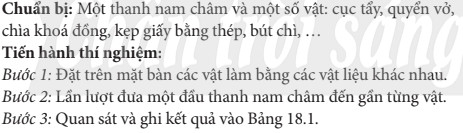 Chuẩn bị: Một thanh nam châm và một số vật: cục tẩy, quyển vở,
chìa khoá đồng, kẹp giấy bằng thép, bút chì, …
Tiến hành thí nghiệm:
Bước 1: Đặt trên mặt bàn các vật làm bằng các vật liệu khác nhau.
Bước 2: Lần lượt đưa một đầu thanh nam châm đến gần từng vật.
Bước 3: Quan sát và ghi kết quả vào Bảng 18.1.